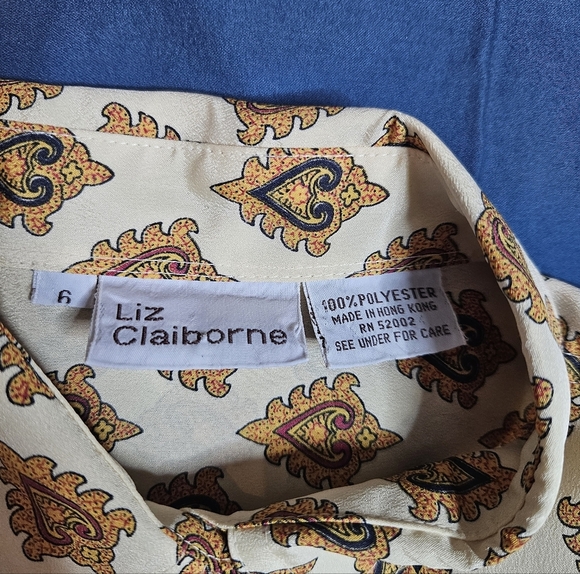 6
Liz
Claiborne
100% POLYESTER
MADE IN HONG KONG
RN 52002
SEE UNDER FOR CARE